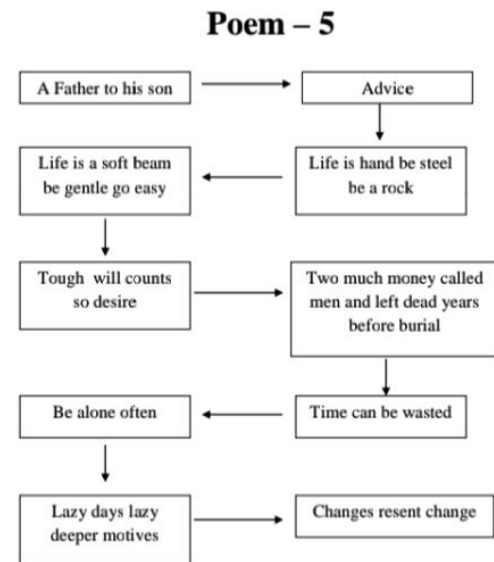 Poem – 5
A Father to his son
Advice
Life is hand be steel
be a rock
Life is a soft beam
be gentle go easy
Tough will counts
so desire
Two much money called
men and left dead years
before burial
Time can be wasted
Be alone often
Lazy days lazy
deeper motives
Changes resent change